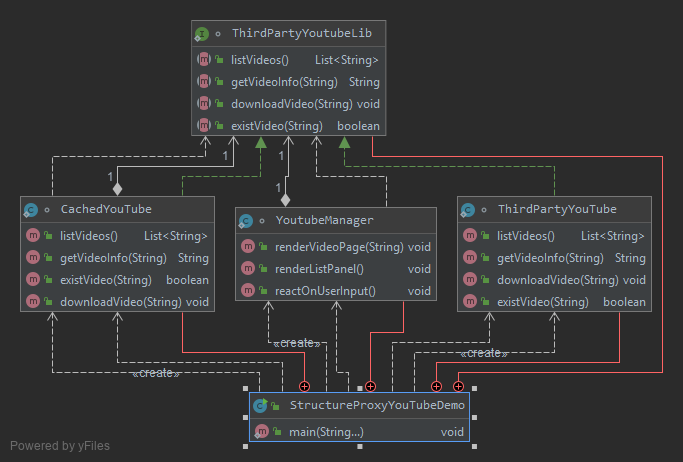 ThirdPartyYoutubeLib
listVideos() List<String>
getVideoInfo(String) String
downloadVideo(String) void
existVideo(String) boolean
1
1
1
1
CachedYouTube
listVideos() List<String>
getVideoInfo(String) String
existVideo(String) boolean
downloadVideo(String) void
YoutubeManager
renderVideoPage(String) void
renderListPanel() void
reactOnUserInput() void
ThirdPartyYouTube
listVideos() List<String>
getVideoInfo(String) String
downloadVideo(String) void
existVideo(String) boolean
«create»
«create»
«create»
StructureProxyYouTubeDemo
main(String...) void
Powered by yFiles